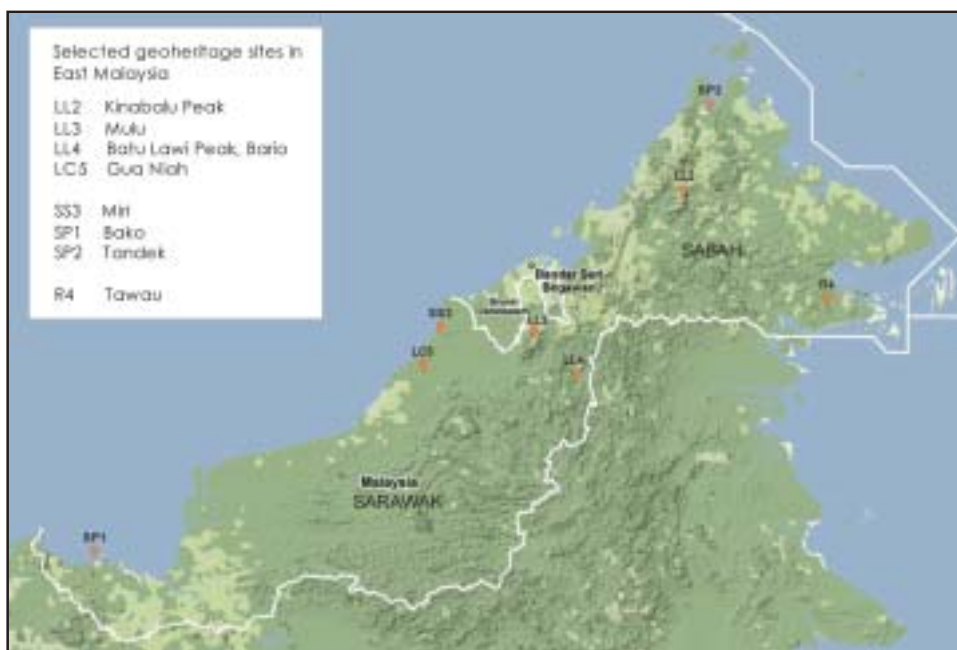 Selected geoheritage sites in
East Malaysia
LL2 Kinabalu Peak
LL3 Mulu
LL4 Batu Lawi Peak, Bario
LC5 Gua Niah
SS3 Miri
SP1 Bako
SP2 Tandek
R4 Tawau
SP2
LL2
SABAH
R4
Bandar Seri
Begawan
Brunei
SS3
LL3
LC5
LL4
Malaysia
SARAWAK
SP1